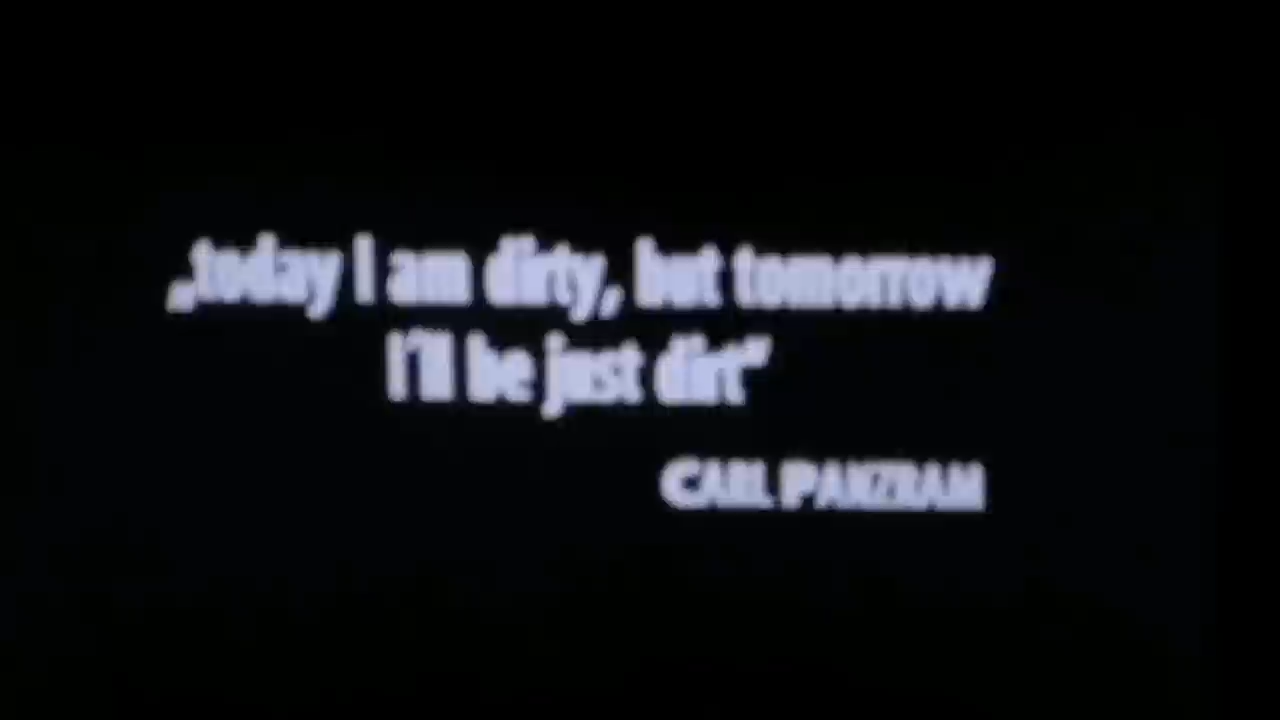 „today I am dirty, but tomorrow
I'll be just dirt"
CARL PANZRAM